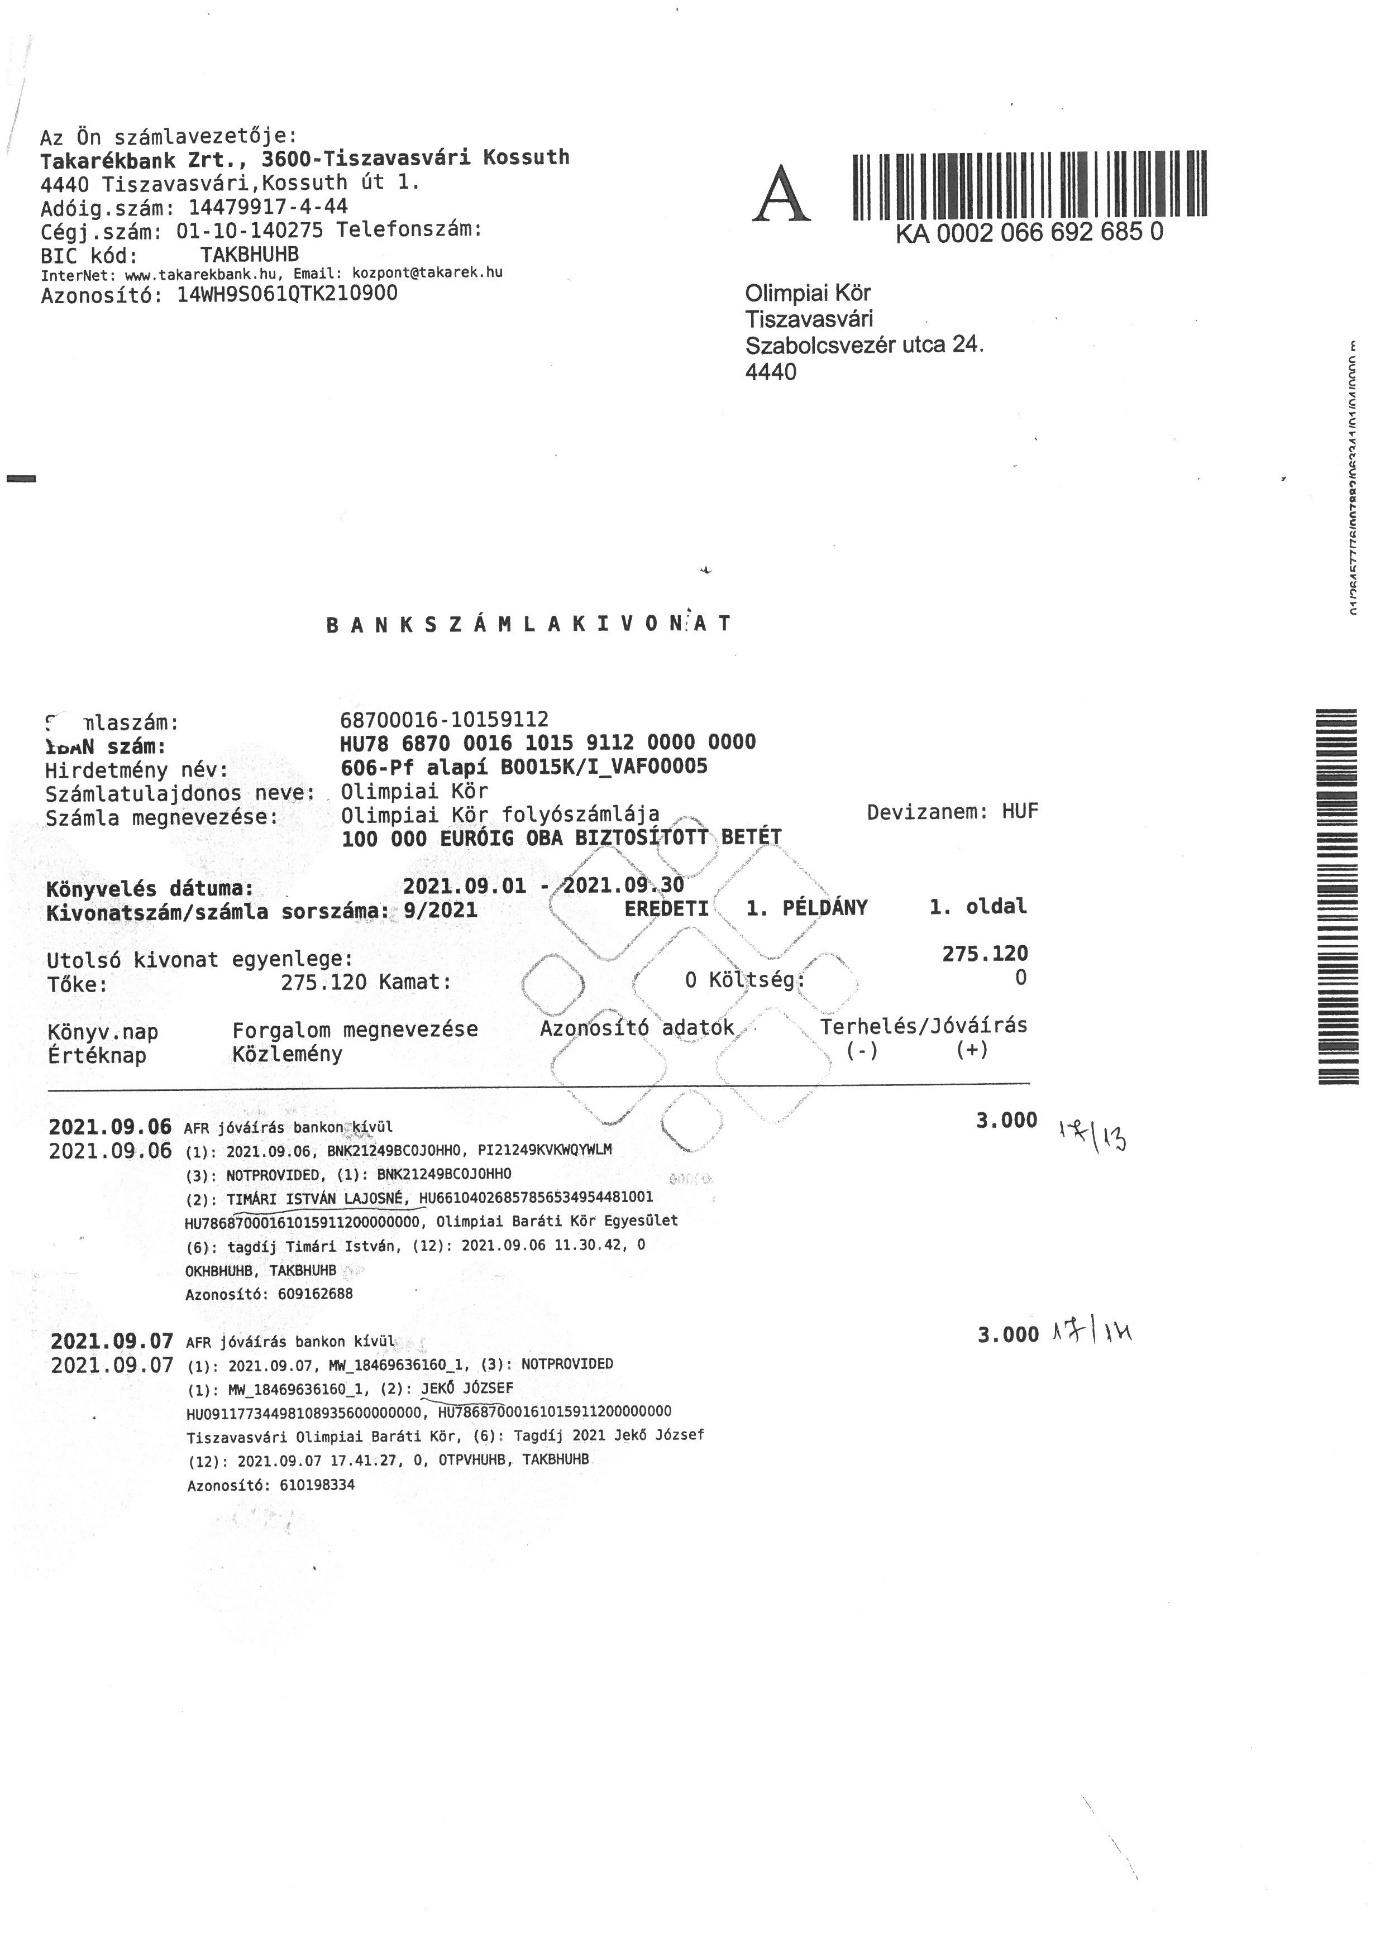 Az Ön számlavezetője:
Takarékbank Zrt., 3600-Tiszavasvári Kossuth
4440 Tiszavasvári,Kossuth út 1.
Adóig.szám: 14479917-4-44
Cégj.szám: 01-10-140275 Telefonszám:
BIC kód: TAKBHUHB
InterNet: www.takarekbank.hu, Email: kozpont@takarek.hu
Azonosító: 14WH9S061QTK210900
A
KA 0002 066 692 685 0
Olimpiai Kör
Tiszavasvári
Szabolcsvezér utca 24.
4440
BANKSZÁMLAKIVONAT
mlaszám: 68700016-10159112
IBAN szám: HU78 6870 0016 1015 9112 0000 0000
Hirdetmény név: 606-Pf alapí B0015K/I_VAF00005
Számlatulajdonos neve: Olimpiai Kör
Számla megnevezése: Olimpiai Kör folyószámlája Devizanem: HUF
100 000 EURÓIG OBA BIZTOSÍTOTT BETÉT
Könyvelés dátuma: 2021.09.01 - 2021.09.30
Kivonatszám/számla sorszáma: 9/2021 EREDETI 1. PÉLDÁNY 1. oldal
Utolsó kivonat egyenlege: 275.120
Tőke: 275.120 Kamat: 0 Költség: 0
Könyv.nap Forgalom megnevezése Azonosító adatok Terhelés/Jóváírás
Értéknap Közlemény (-) (+)
2021.09.06 AFR jóváírás bankon kívül 3.000 17/13
2021.09.06 (1): 2021.09.06, BNK21249BCOJOHHO, PI21249KVKWQYWLM
(3): NOTPROVIDED, (1): BNK21249BCOJOHHO
(2): TIMÁRI ISTVÁN LAJOSNÉ, HU66104026857856534954481001
HU78687000161015911200000000, Olimpiai Baráti Kör Egyesület
(6): tagdíj Timári István, (12): 2021.09.06 11.30.42, 0
OKHBHUHB, TAKBHUHB
Azonosító: 609162688
2021.09.07 AFR jóváírás bankon kívül 3.000 17/14
2021.09.07 (1): 2021.09.07, MW_18469636160_1, (3): NOTPROVIDED
(1): MW_18469636160_1, (2): JEKŐ JÓZSEF
HU09117734498108935600000000, HU78687000161015911200000000
Tiszavasvári Olimpiai Baráti Kör, (6): Tagdíj 2021 Jekő József
(12): 2021.09.07 17.41.27, 0, OTPVHUHB, TAKBHUHB
Azonosító: 610198334